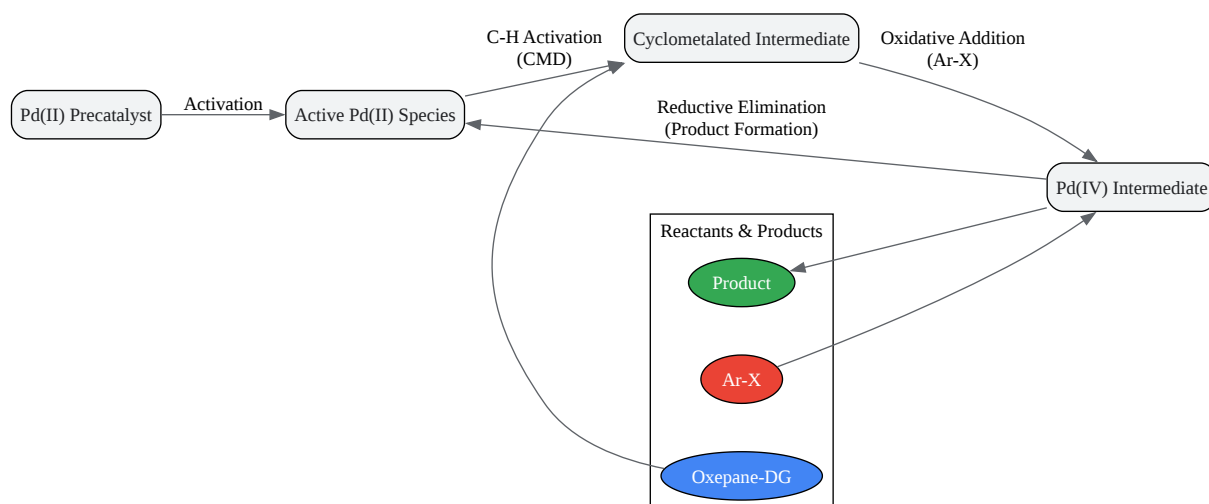 C-H Activation
(CMD)
Cyclometalated Intermediate
Oxidative Addition
(Ar-X)
Pd(II) Precatalyst
Activation
Active Pd(II) Species
Reductive Elimination
(Product Formation)
Pd(IV) Intermediate
Reactants & Products
Product
Ar-X
Oxepane-DG